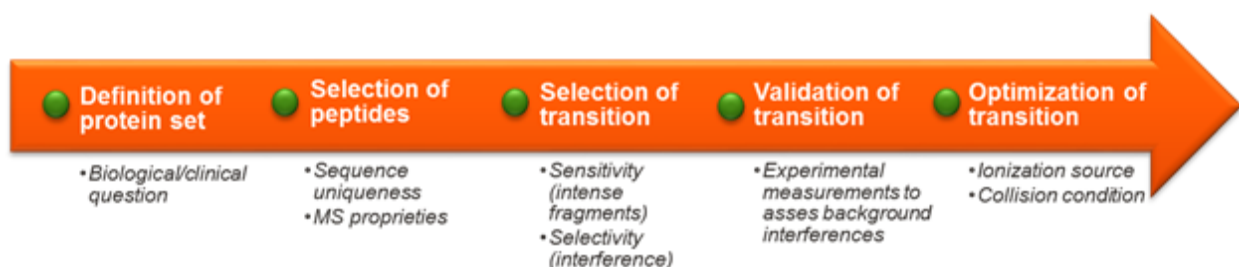 Definition of
protein set
Selection of
peptides
Selection of
transition
Validation of
transition
Optimization of
transition
•Biological/clinical
question
•Sequence
uniqueness
•MS proprieties
•Sensitivity
(intense
fragments)
•Selectivity
(interference)
•Experimental
measurements to
asses background
interferences
•Ionization source
•Collision condition